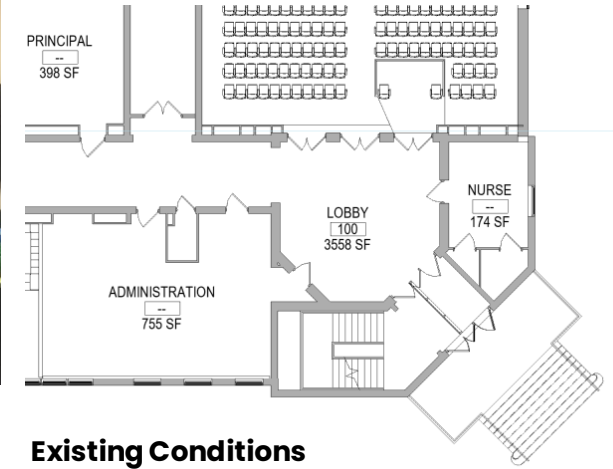 PRINCIPAL
--
398 SF
NURSE
--
174 SF
LOBBY
100
3558 SF
ADMINISTRATION
--
755 SF
Existing Conditions